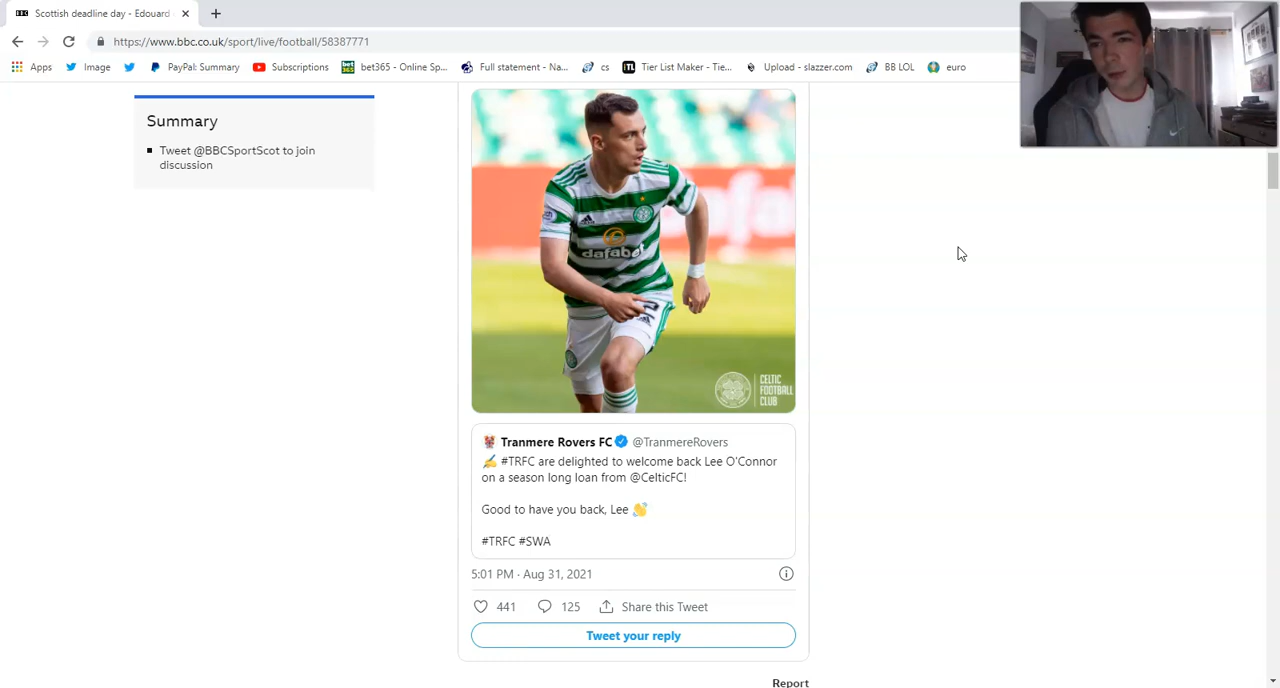 Scottish deadline day - Edouard
https://www.bbc.co.uk/sport/live/football/58387771
Apps Image PayPal: Summary Subscriptions bet365 - Online Sp... Full statement - Na... cs Tier List Maker - Tie... Upload - slazzer.com BB LOL euro
Summary
Tweet @BBCSportScot to join
discussion
dafabet
CELTIC
FOOTBALL
CLUB
Tranmere Rovers FC @TranmereRovers
#TRFC are delighted to welcome back Lee O'Connor
on a season long loan from @CelticFC!
Good to have you back, Lee 👋
#TRFC #SWA
5:01 PM · Aug 31, 2021
441 125 Share this Tweet
Tweet your reply
Report